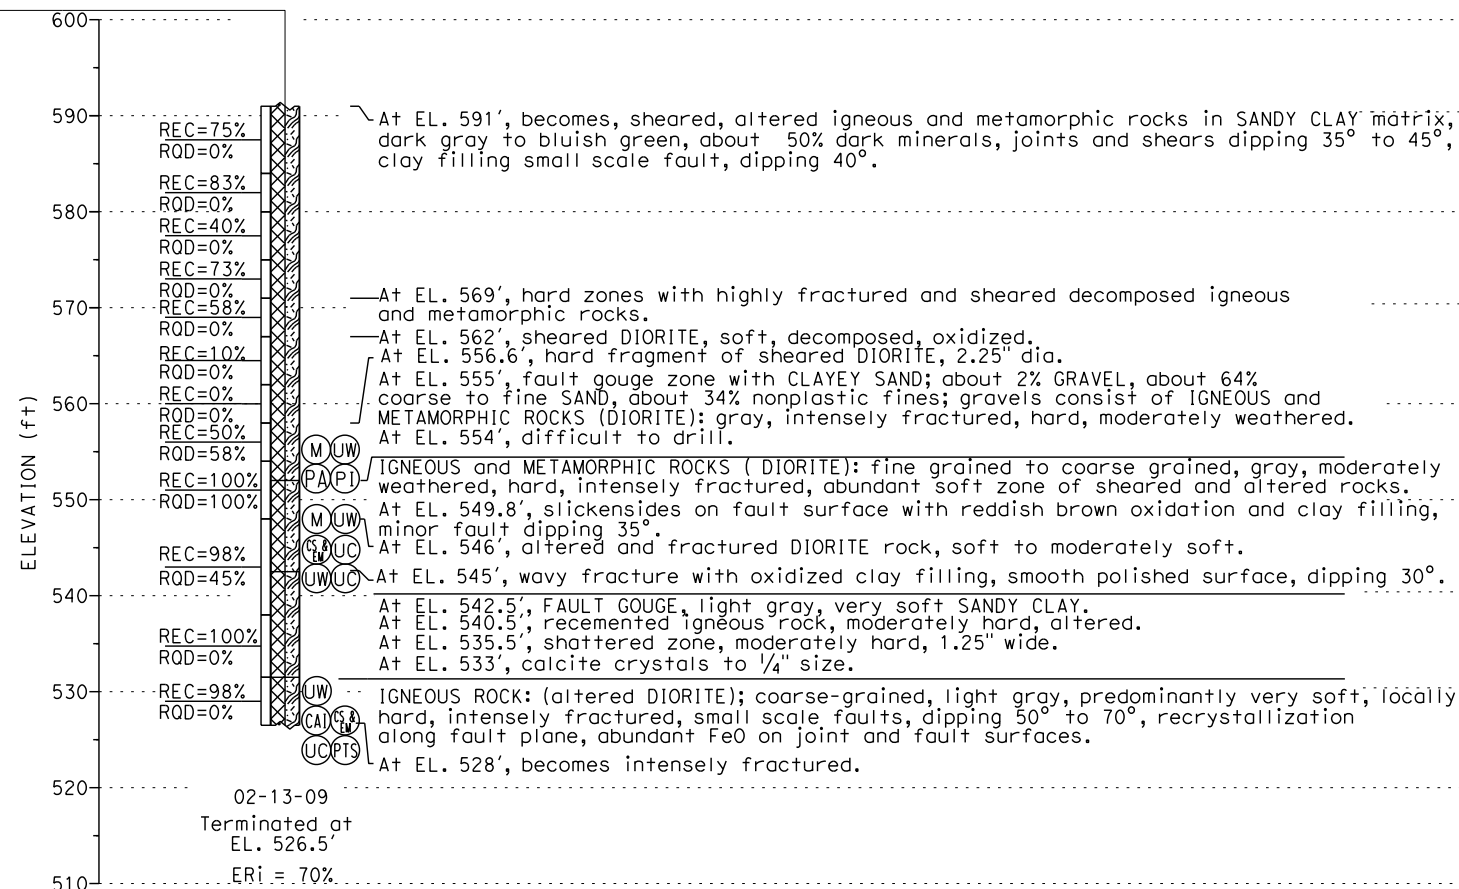 600
590
580
570
560
550
540
530
520
510
ELEVATION (ft)
REC=75%
RQD=0%
REC=83%
RQD=0%
REC=40%
RQD=0%
REC=73%
RQD=0%
REC=58%
RQD=0%
REC=10%
RQD=0%
REC=0%
RQD=0%
REC=50%
RQD=58%
REC=100%
RQD=100%
REC=98%
RQD=45%
REC=100%
RQD=0%
REC=98%
RQD=0%
M UW
PA PI
M UW
CS & EM UC
UW UC
UW
CAI CS & EM
UC PTS
At EL. 591', becomes, sheared, altered igneous and metamorphic rocks in SANDY CLAY matrix,
dark gray to bluish green, about 50% dark minerals, joints and shears dipping 35° to 45°,
clay filling small scale fault, dipping 40°.
At EL. 569', hard zones with highly fractured and sheared decomposed igneous
and metamorphic rocks.
At EL. 562', sheared DIORITE, soft, decomposed, oxidized.
At EL. 556.6', hard fragment of sheared DIORITE, 2.25" dia.
At EL. 555', fault gouge zone with CLAYEY SAND; about 2% GRAVEL, about 64%
coarse to fine SAND, about 34% nonplastic fines; gravels consist of IGNEOUS and
METAMORPHIC ROCKS (DIORITE): gray, intensely fractured, hard, moderately weathered.
At EL. 554', difficult to drill.
IGNEOUS and METAMORPHIC ROCKS ( DIORITE): fine grained to coarse grained, gray, moderately
weathered, hard, intensely fractured, abundant soft zone of sheared and altered rocks.
At EL. 549.8', slickensides on fault surface with reddish brown oxidation and clay filling,
minor fault dipping 35°.
At EL. 546', altered and fractured DIORITE rock, soft to moderately soft.
At EL. 545', wavy fracture with oxidized clay filling, smooth polished surface, dipping 30°.
At EL. 542.5', FAULT GOUGE, light gray, very soft SANDY CLAY.
At EL. 540.5', recemented igneous rock, moderately hard, altered.
At EL. 535.5', shattered zone, moderately hard, 1.25" wide.
At EL. 533', calcite crystals to 1/4" size.
IGNEOUS ROCK: (altered DIORITE); coarse-grained, light gray, predominantly very soft, locally
hard, intensely fractured, small scale faults, dipping 50° to 70°, recrystallization
along fault plane, abundant FeO on joint and fault surfaces.
At EL. 528', becomes intensely fractured.
02-13-09
Terminated at
EL. 526.5'
ERi = 70%